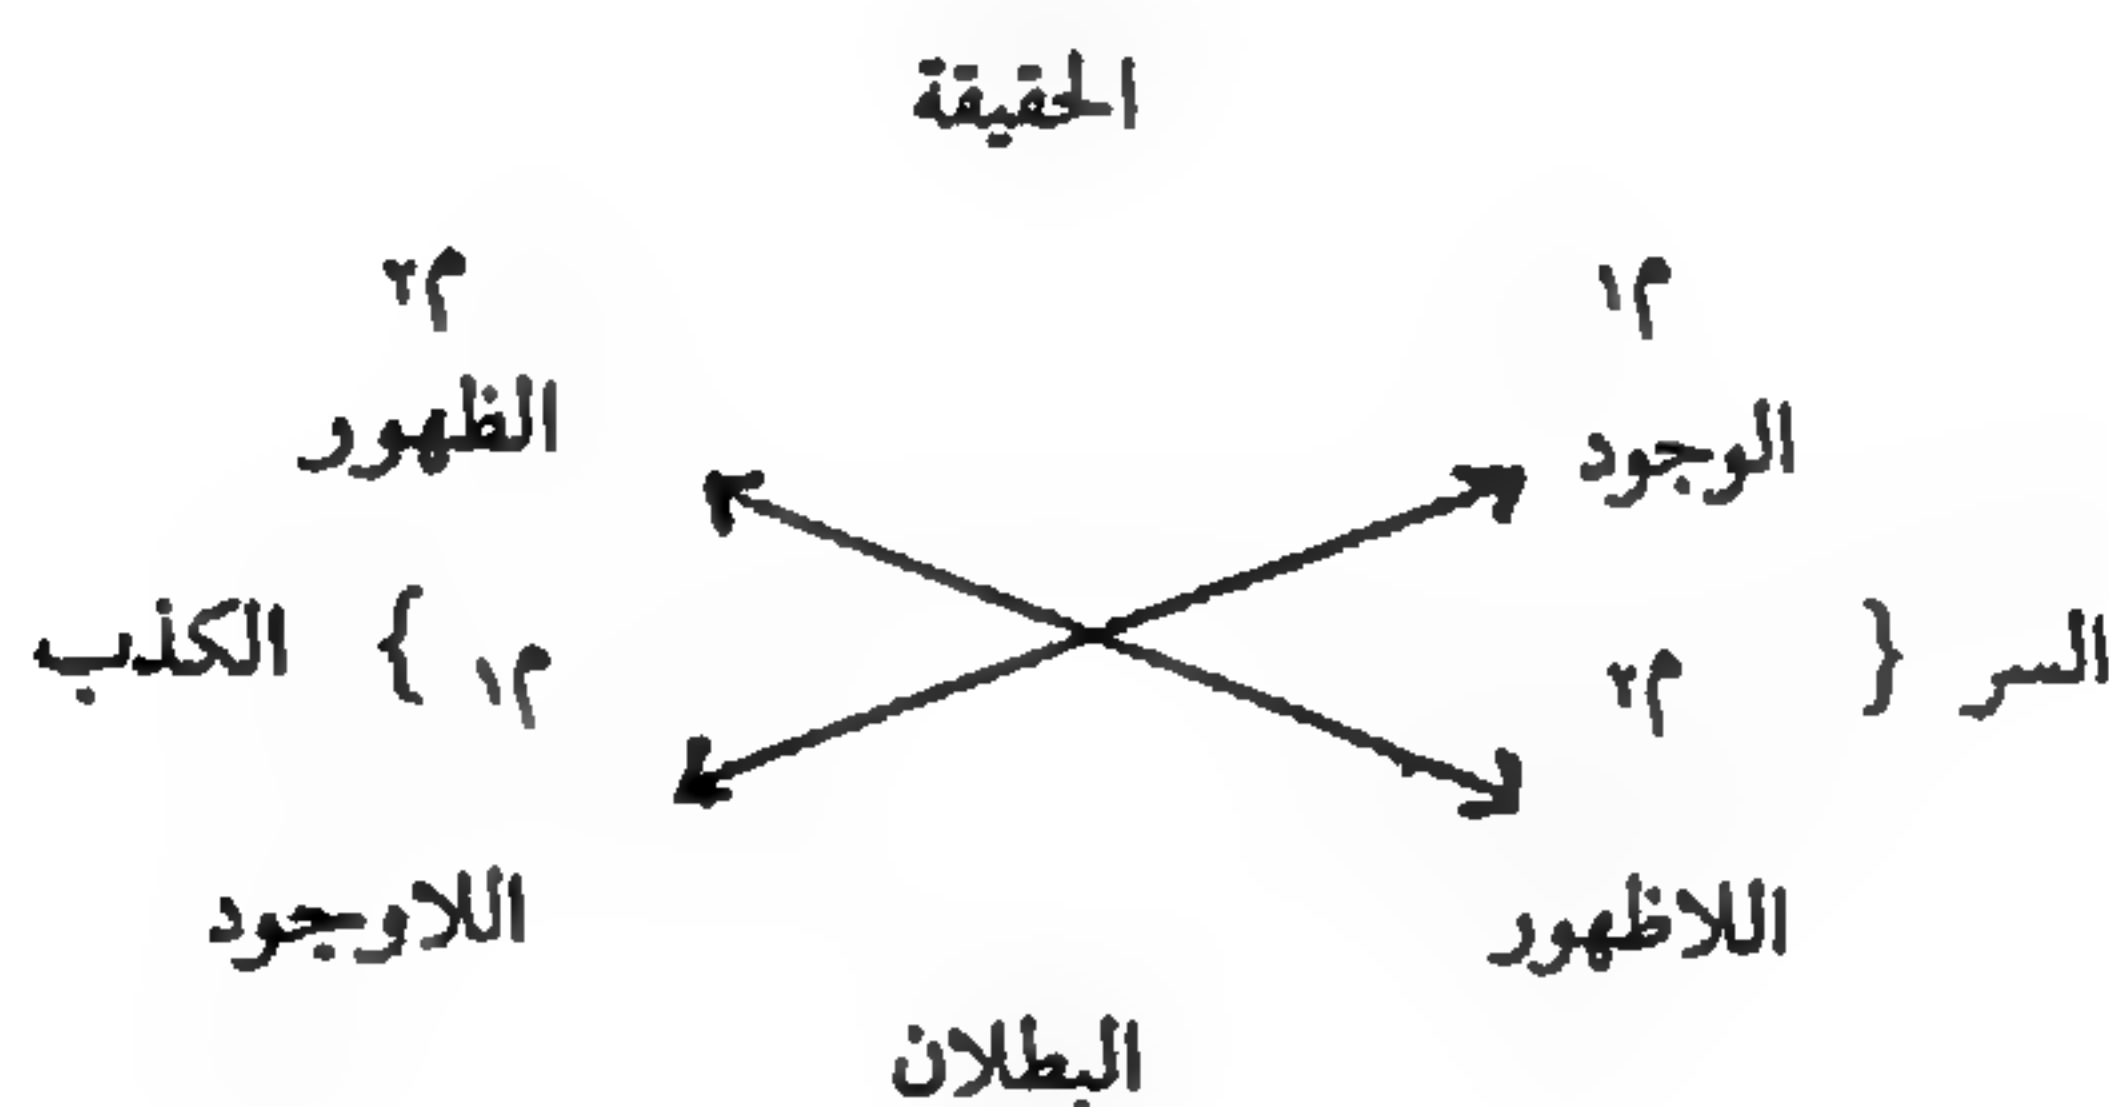 الحقيقة
م١ م٢
الوجود الظهور
السر } م٢ م١ { الكذب
اللاظهور اللاوجود
البطلان